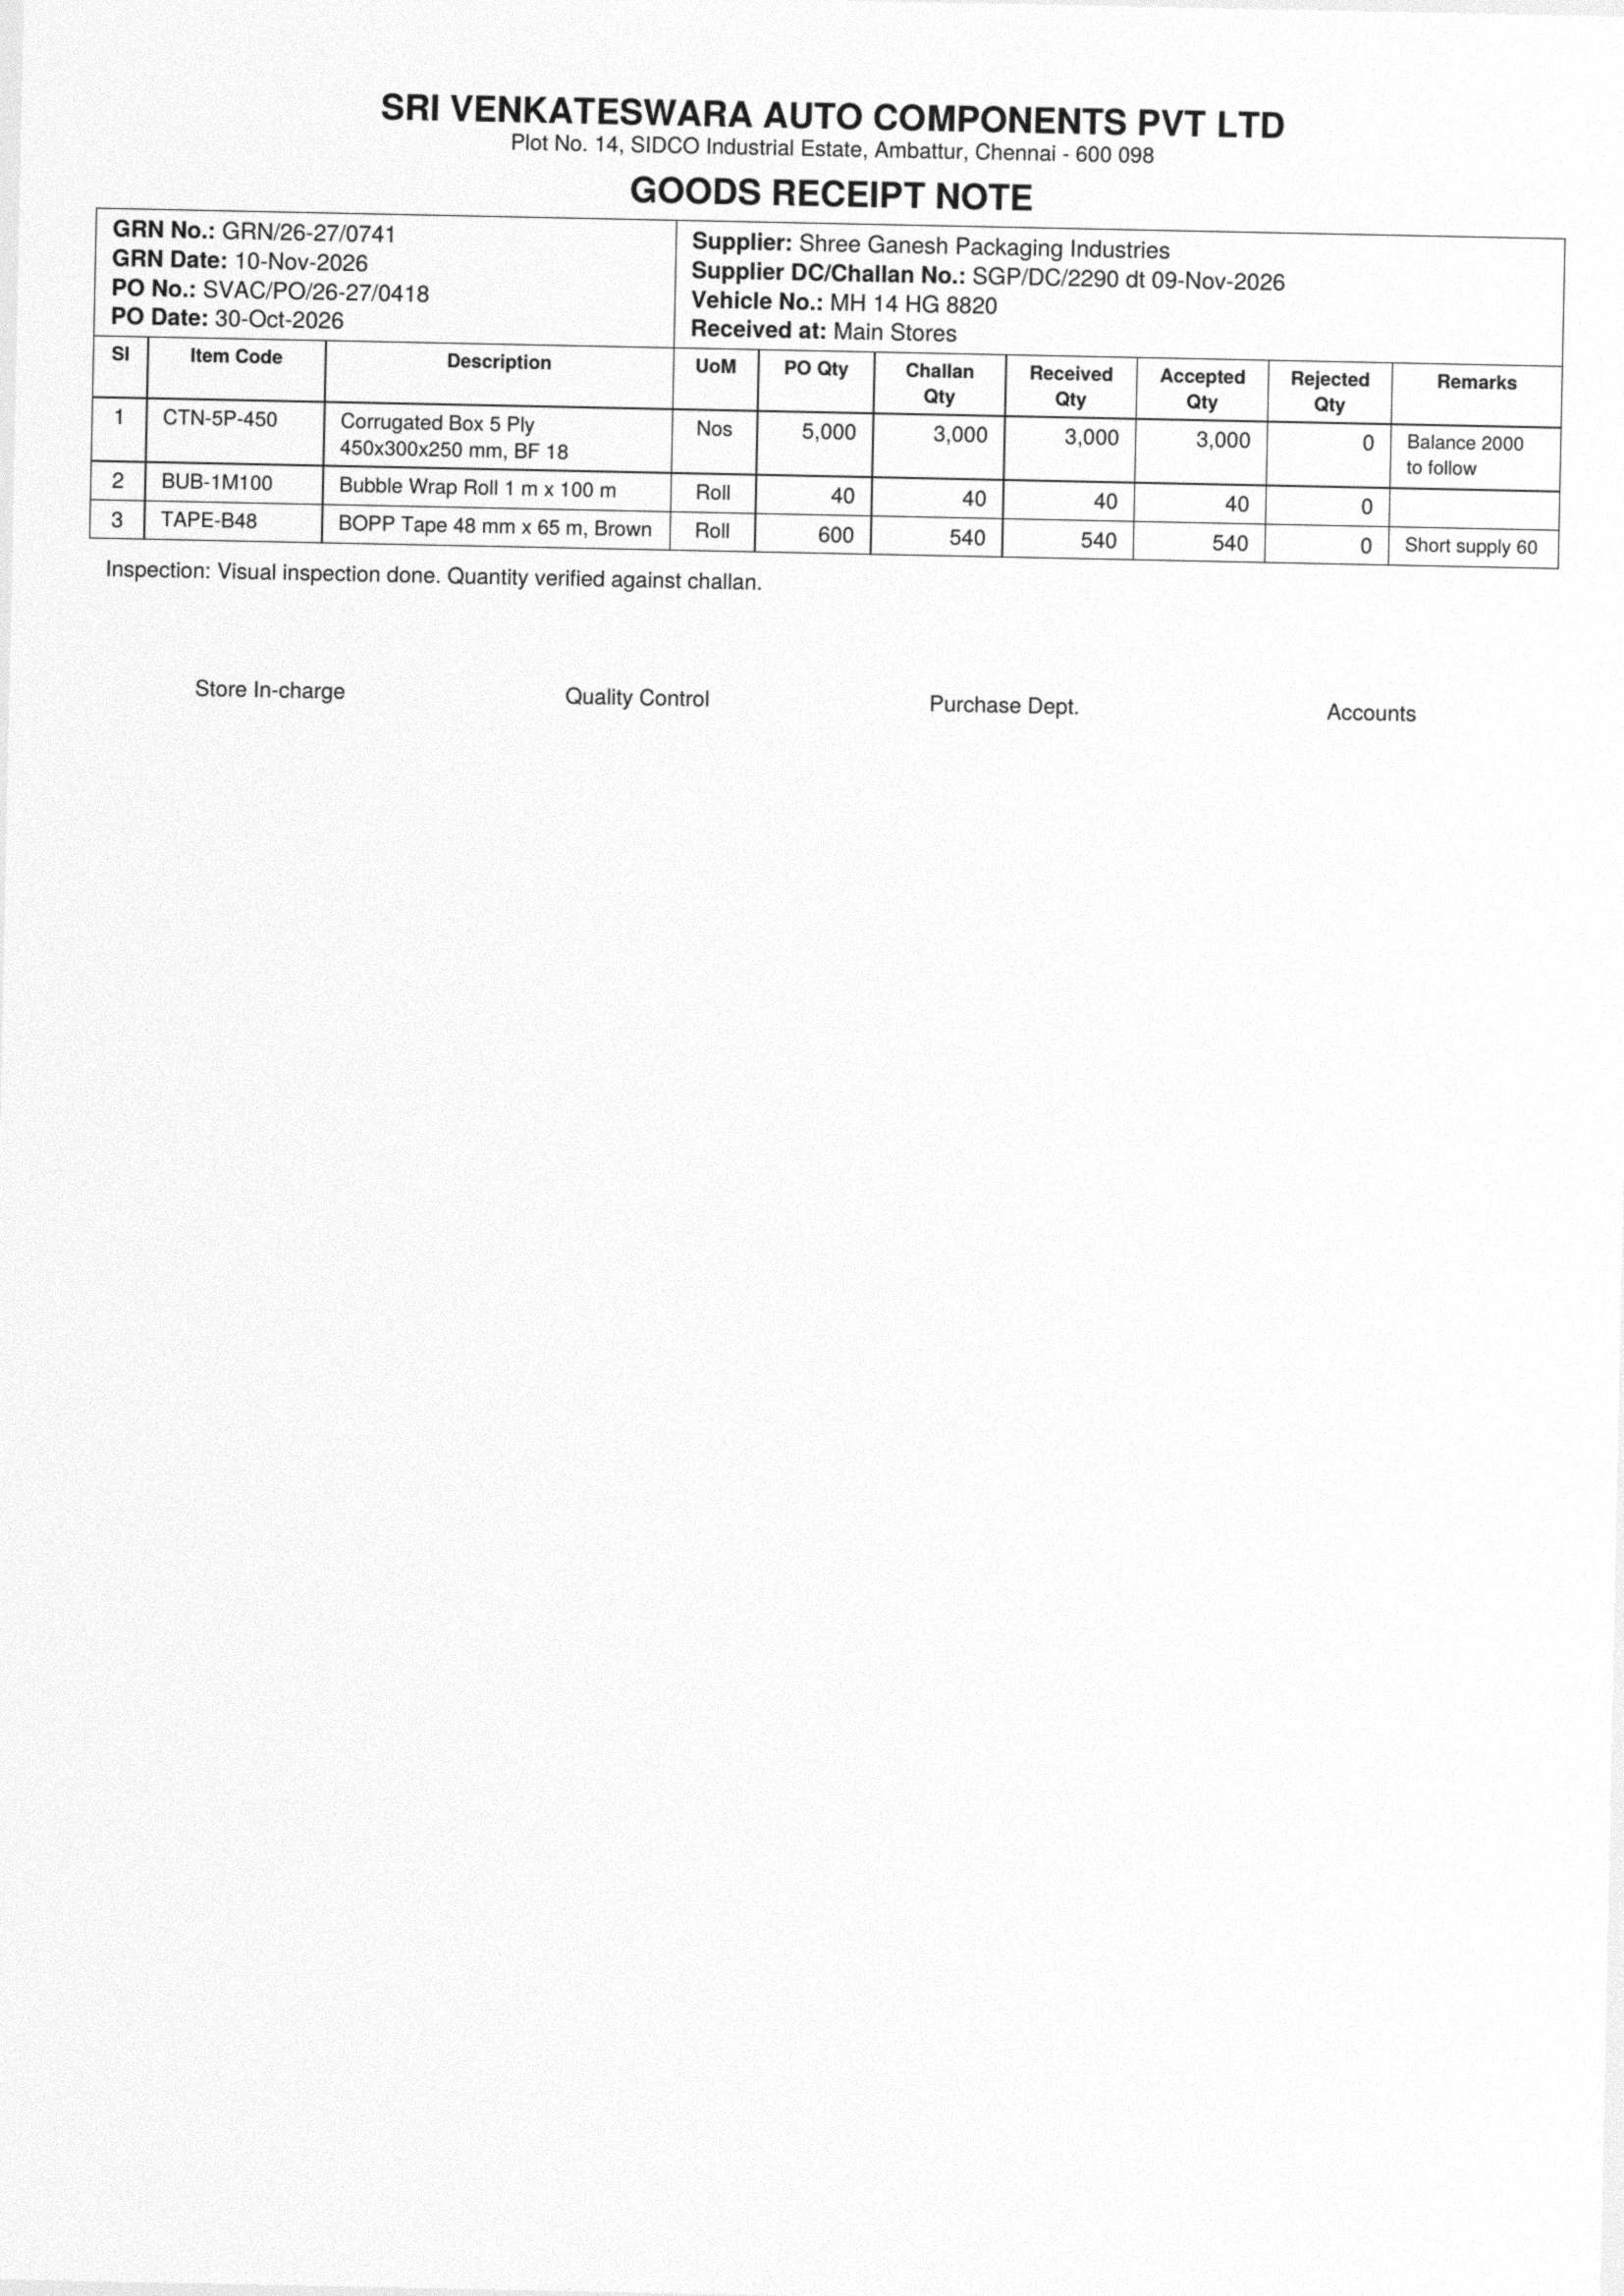 SRI VENKATESWARA AUTO COMPONENTS PVT LTD
Plot No. 14, SIDCO Industrial Estate, Ambattur, Chennai - 600 098
GOODS RECEIPT NOTE
GRN No.: GRN/26-27/0741
GRN Date: 10-Nov-2026
PO No.: SVAC/PO/26-27/0418
PO Date: 30-Oct-2026
Supplier: Shree Ganesh Packaging Industries
Supplier DC/Challan No.: SGP/DC/2290 dt 09-Nov-2026
Vehicle No.: MH 14 HG 8820
Received at: Main Stores
Sl Item Code Description UoM PO Qty Challan Qty Received Qty Accepted Qty Rejected Qty Remarks
1 CTN-5P-450 Corrugated Box 5 Ply 450x300x250 mm, BF 18 Nos 5,000 3,000 3,000 3,000 0 Balance 2000 to follow
2 BUB-1M100 Bubble Wrap Roll 1 m x 100 m Roll 40 40 40 40 0
3 TAPE-B48 BOPP Tape 48 mm x 65 m, Brown Roll 600 540 540 540 0 Short supply 60
Inspection: Visual inspection done. Quantity verified against challan.
Store In-charge Quality Control Purchase Dept. Accounts